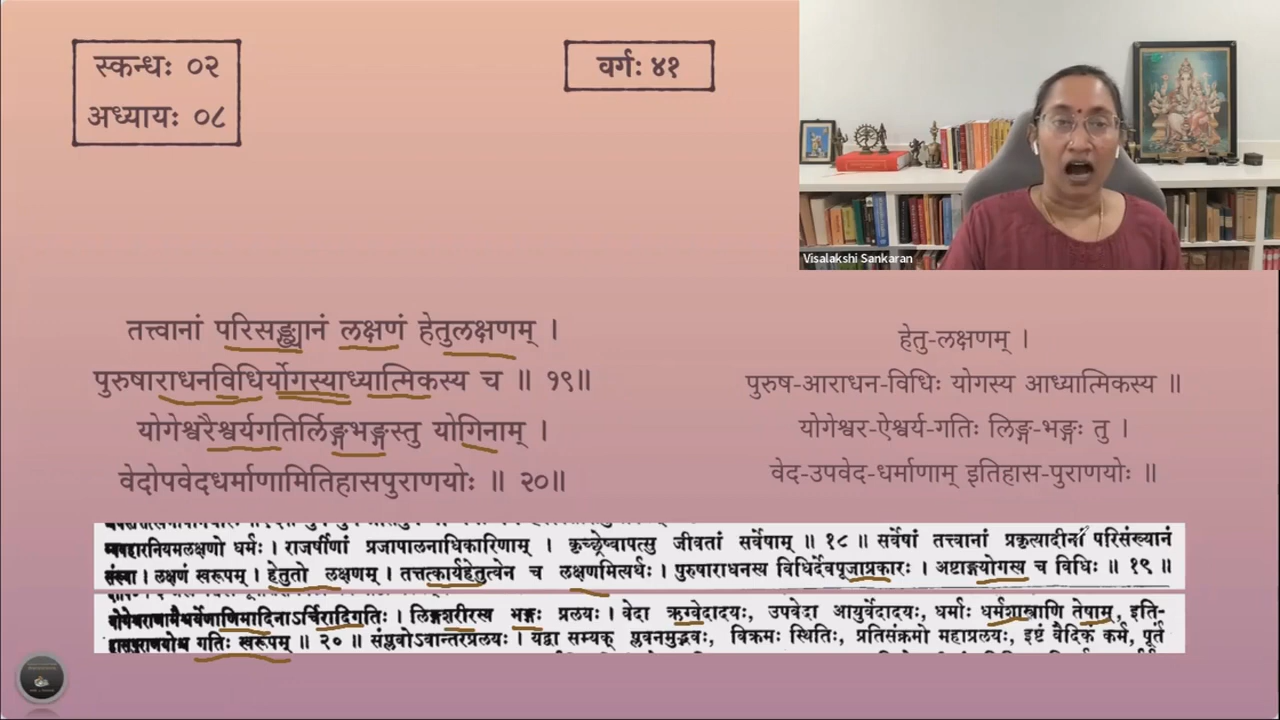 स्कन्धः ०२
अध्यायः ०८
वर्गः ४१
Visalakshi Sankaran
तत्त्वानां परिसङ्ख्यानं लक्षणं हेतुलक्षणम् ।
पुरुषाराधनविधिर्योगस्याध्यात्मिकस्य च ॥ १९॥
योगेश्वरैश्वर्यगतिर्लिङ्गभङ्गस्तु योगिनाम् ।
वेदोपवेदधर्माणामितिहासपुराणयोः ॥ २०॥
हेतु-लक्षणम् ।
पुरुष-आराधन-विधिः योगस्य आध्यात्मिकस्य ॥
योगेश्वर-ऐश्वर्य-गतिः लिङ्ग-भङ्गः तु ।
वेद-उपवेद-धर्माणाम् इतिहास-पुराणयोः ॥
व्यवहारनियमलक्षणो धर्मः । राजर्षीणां प्रजापालनाधिकारिणाम् । कृच्छ्रेष्वापत्सु जीवतां सर्वेषाम् ॥ १८ ॥ सर्वेषां तत्त्वानां प्रकृत्यादीनां परिसंख्यानं
संख्या । लक्षणं स्वरूपम् । हेतुतो लक्षणम् । तत्तत्कार्यहेतुत्वेन च लक्षणमित्यर्थः । पुरुषाराधनस्य विधिर्देवपूजाप्रकारः । अष्टाङ्गयोगस्य च विधिः ॥ १९ ॥
योगेश्वराणामैश्वर्येणाणिमादिनाऽर्चिरादिगतिः । लिङ्गशरीरस्य भङ्गः प्रलयः । वेदा ऋग्वेदादयः, उपवेदा आयुर्वेदादयः, धर्माः धर्मशास्त्राणि तेषाम्, इति-
हासपुराणयोश्च गतिः स्वरूपम् ॥ २० ॥ संप्लवोऽवान्तरप्रलयः । यद्वा सम्यक् प्लवनमुद्भवः, विक्रमः स्थितिः, प्रतिसंक्रमो महाप्रलयः, इष्टं वैदिकं कर्म, पूर्तं